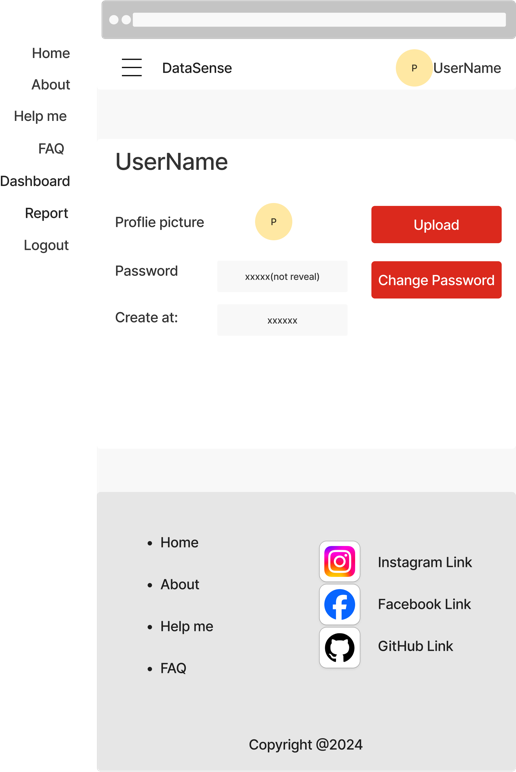 Home
About
Help me
FAQ
Dashboard
Report
Logout
DataSense
P
UserName
UserName
Proflie picture
P
Upload
Password
xxxxx(not reveal)
Change Password
Create at:
xxxxxx
• Home
• About
• Help me
• FAQ
Instagram Link
Facebook Link
GitHub Link
Copyright @2024